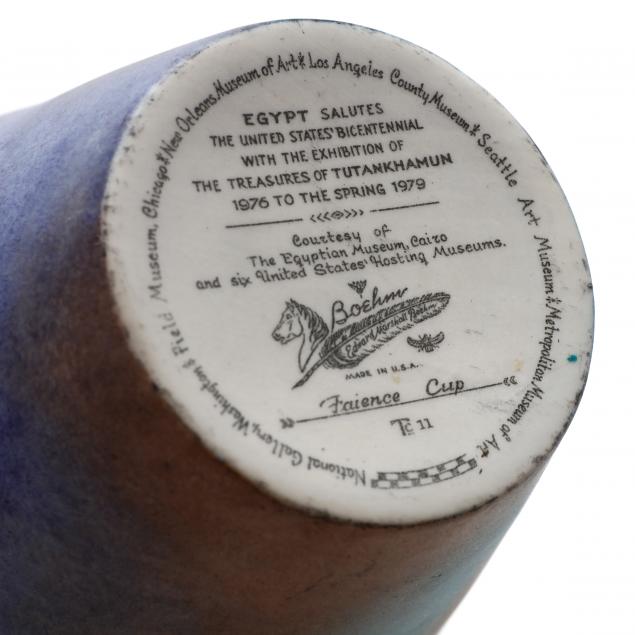 National Gallery, Washington & Field Museum, Chicago & New Orleans Museum of Art & Los Angeles County Museum & Seattle Art Museum & Metropolitan Museum of Art
EGYPT SALUTES
THE UNITED STATES' BICENTENNIAL
WITH THE EXHIBITION OF
THE TREASURES OF TUTANKHAMUN
1976 TO THE SPRING 1979
Courtesy of
The Egyptian Museum, Cairo
and six United States' Hosting Museums.
Boehm
Edward Marshall Boehm
MADE IN U.S.A.
Faience Cup
Tc 11